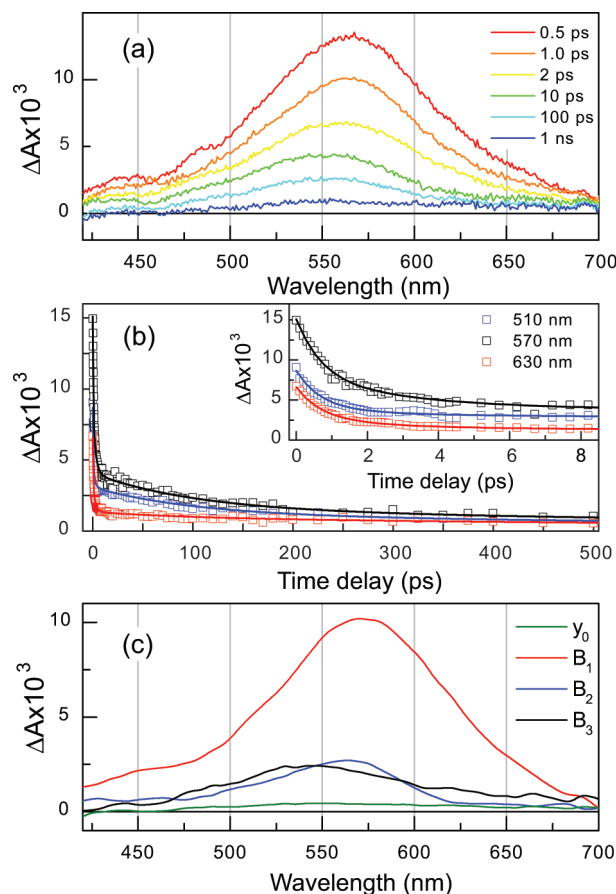 (a)
0.5 ps
1.0 ps
2 ps
10 ps
100 ps
1 ns
ΔAx10³
10
5
0
450 500 550 600 650 700
Wavelength (nm)
(b)
510 nm
570 nm
630 nm
ΔAx10³
15
10
5
0
0 2 4 6 8
Time delay (ps)
ΔAx10³
15
10
5
0
0 100 200 300 400 500
Time delay (ps)
(c)
y₀
B₁
B₂
B₃
ΔAx10³
10
5
0
450 500 550 600 650 700
Wavelength (nm)